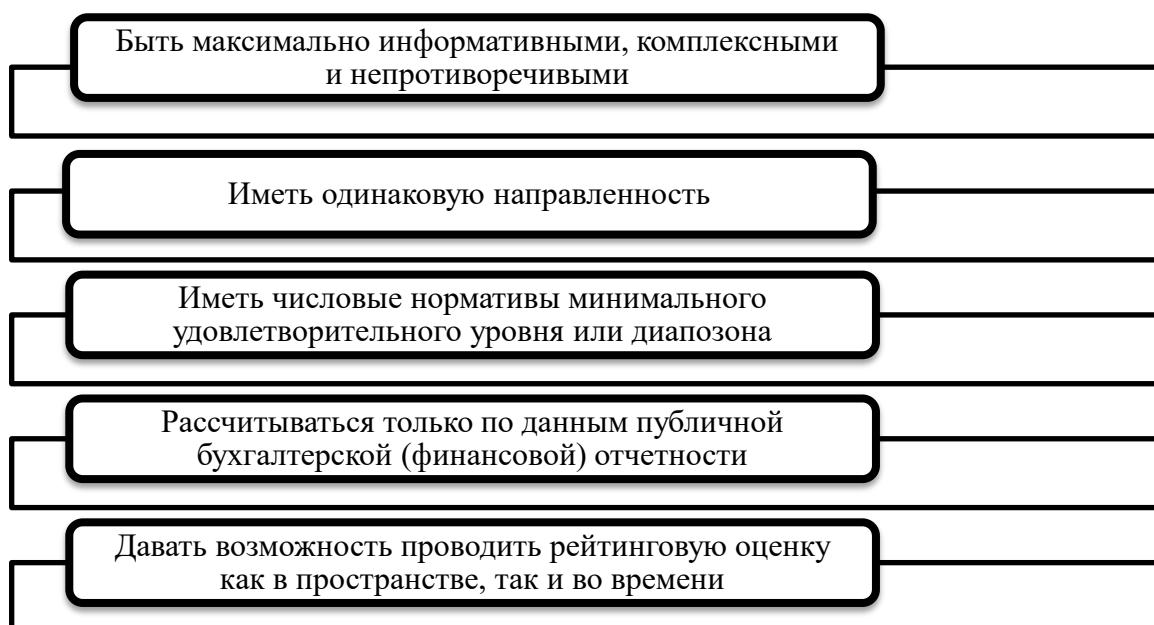 Быть максимально информативными, комплексными
и непротиворечивыми
Иметь одинаковую направленность
Иметь числовые нормативы минимального
удовлетворительного уровня или диапозона
Рассчитываться только по данным публичной
бухгалтерской (финансовой) отчетности
Давать возможность проводить рейтинговую оценку
как в пространстве, так и во времени